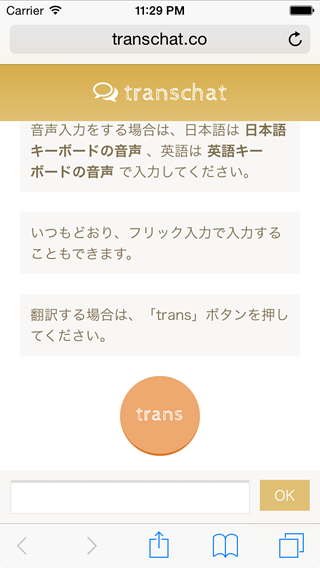 Carrier 11:29 PM
transchat.co
transchat
音声入力をする場合は、日本語は 日本語
キーボードの音声 、英語は 英語キー
ボードの音声 で入力してください。
いつもどおり、フリック入力で入力する
こともできます。
翻訳する場合は、「trans」ボタンを押し
てください。
trans
OK